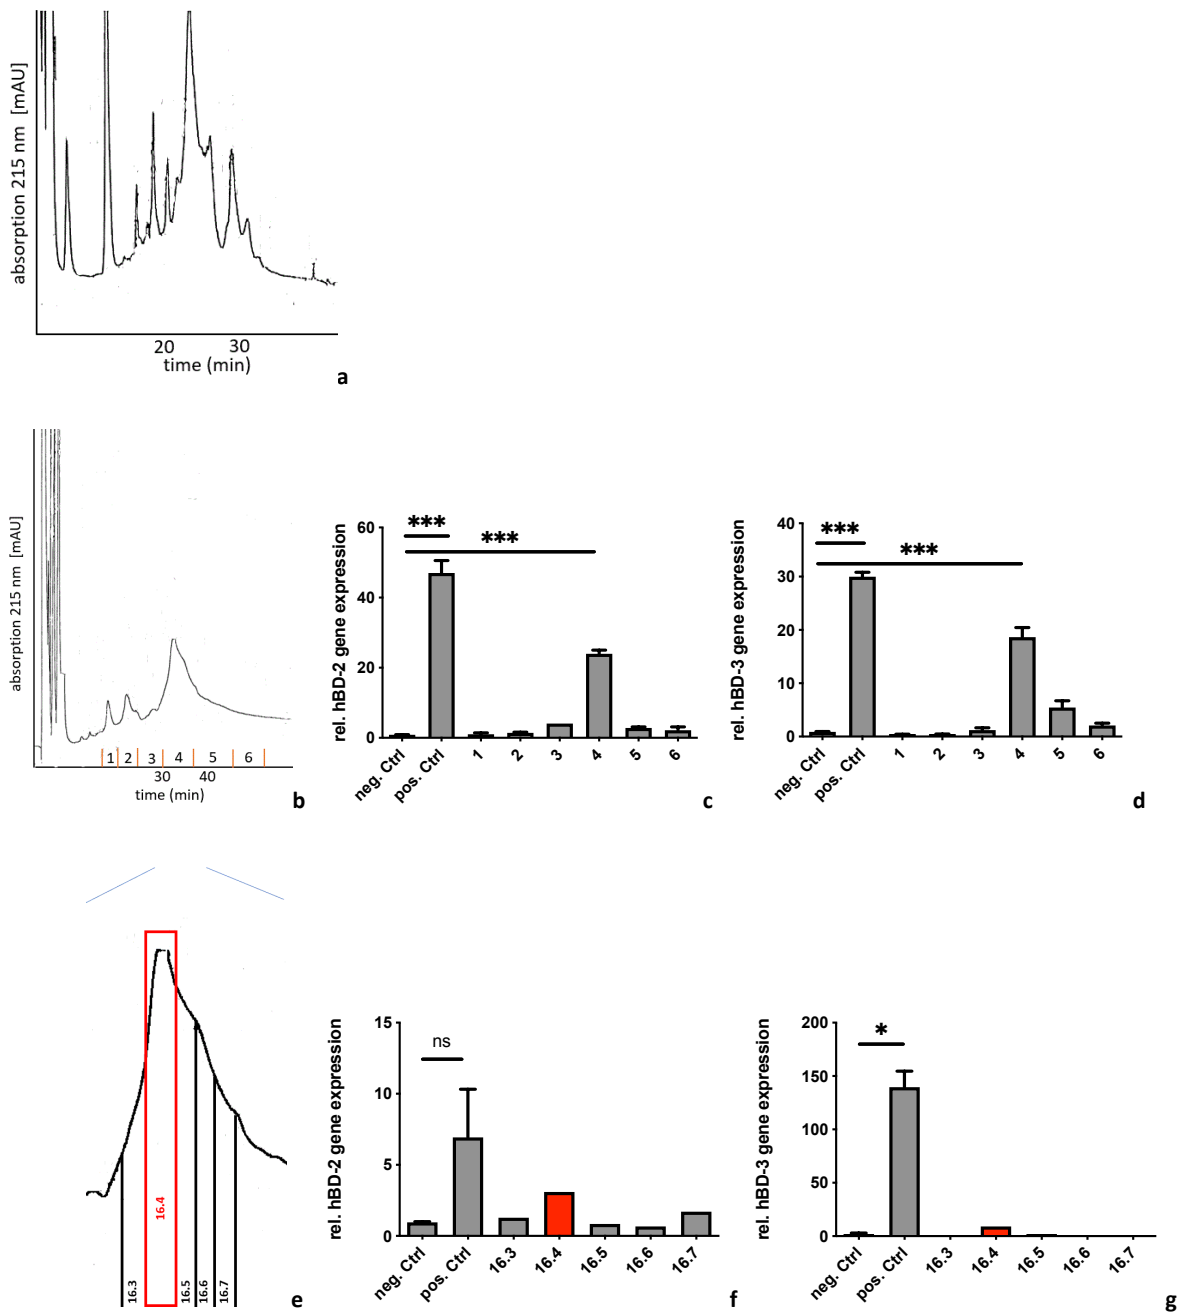 absorption 215 nm [mAU]
20 30
time (min)
a
absorption 215 nm [mAU]
1 2 3 4 5 6
30 40
time (min)
b
rel. hBD-2 gene expression
60
40
20
0
***
***
neg. Ctrl
pos. Ctrl
1
2
3
4
5
6
c
rel. hBD-3 gene expression
40
30
20
10
0
***
***
neg. Ctrl
pos. Ctrl
1
2
3
4
5
6
d
16.3
16.4
16.5
16.6
16.7
e
rel. hBD-2 gene expression
15
10
5
0
ns
neg. Ctrl
pos. Ctrl
16.3
16.4
16.5
16.6
16.7
f
rel. hBD-3 gene expression
200
150
100
50
0
*
neg. Ctrl
pos. Ctrl
16.3
16.4
16.5
16.6
16.7
g